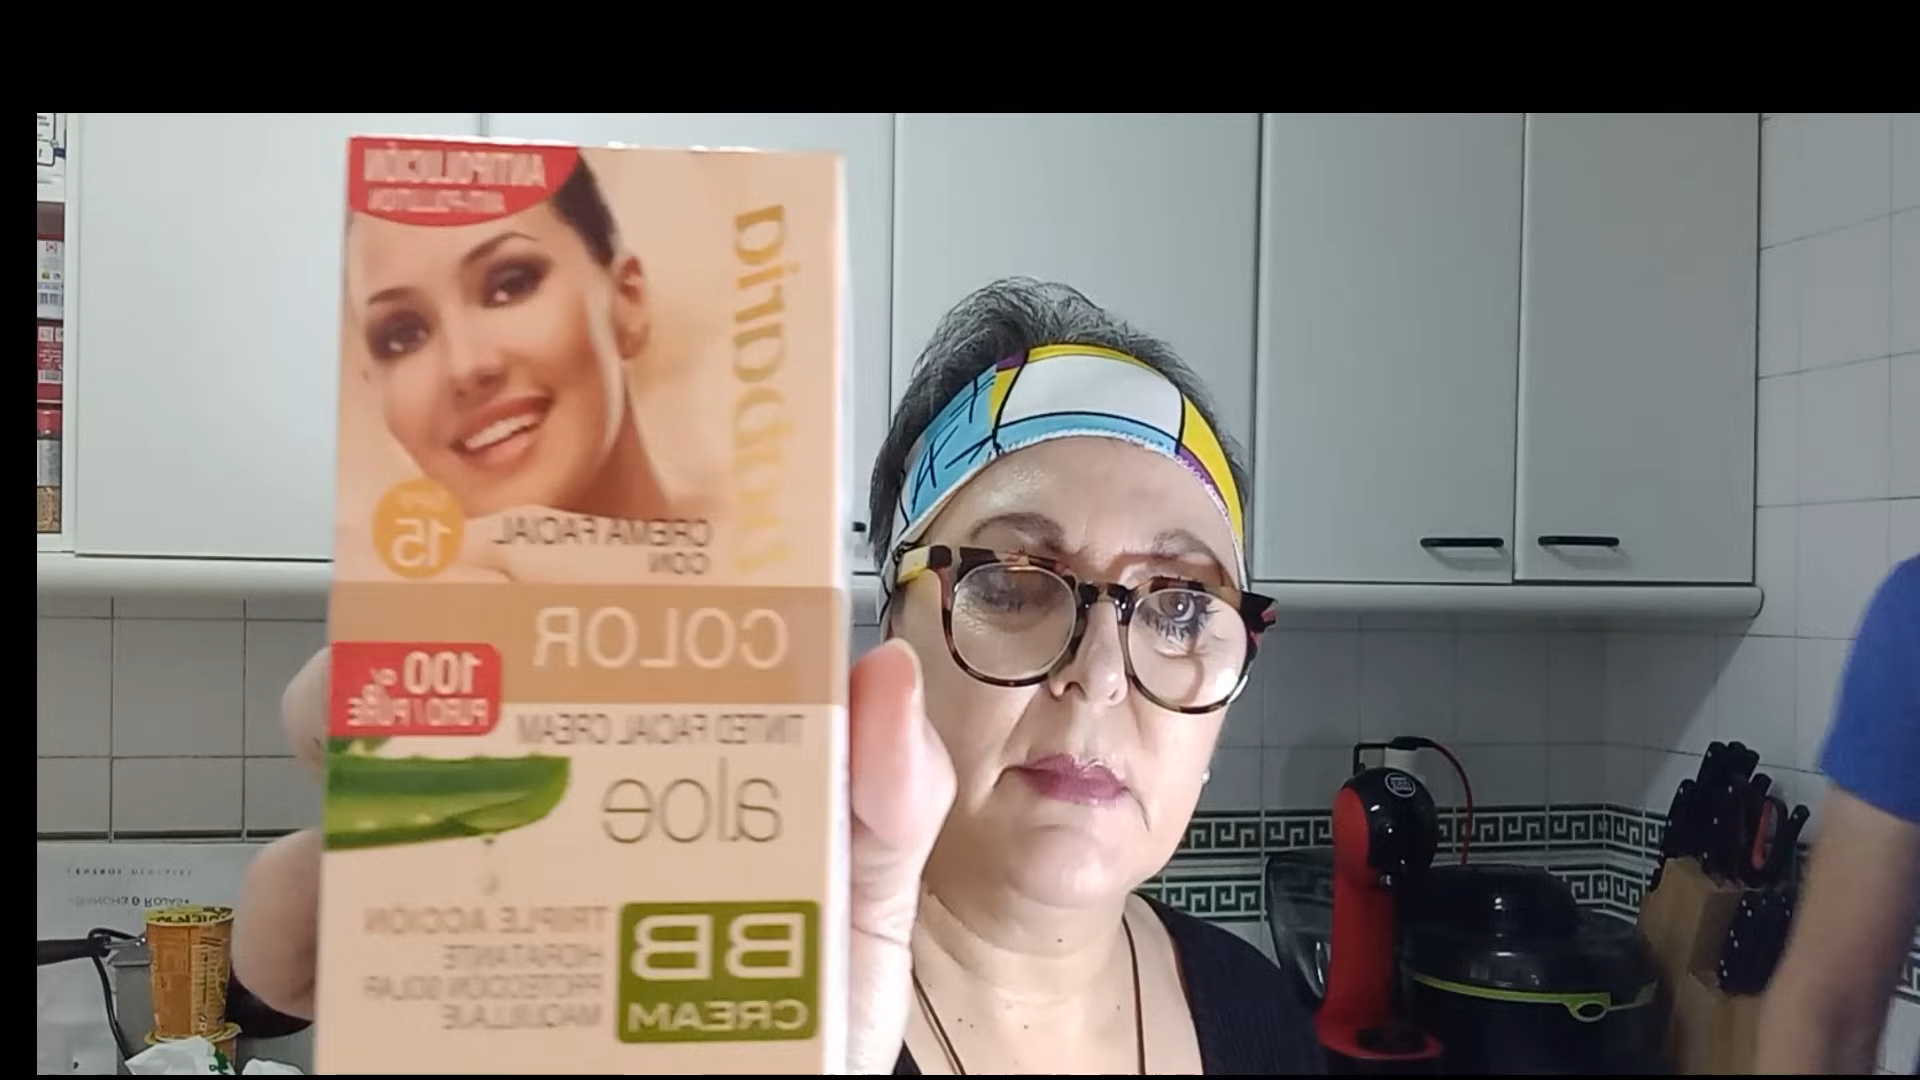 ANTIPOLUCIÓN
ANTI-POLLUTION
Dinadapu
15
CREMA FACIAL
CON
COLOR
100%
PURO / PURE
TINTED FACIAL CREAM
aloe
BB
CREAM
TRIPLE ACCIÓN
HIDRATANTE
PROTECCIÓN SOLAR
MAQUILLAJE